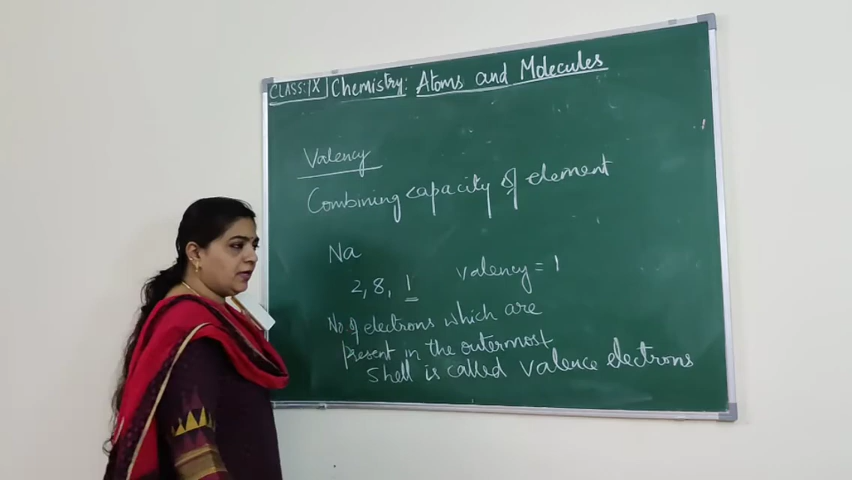 CLASS: IX Chemistry: Atoms and Molecules
Valency
Combining capacity of element
Na
2, 8, 1 valency = 1
No. of electrons which are
present in the outermost
shell is called valence electrons